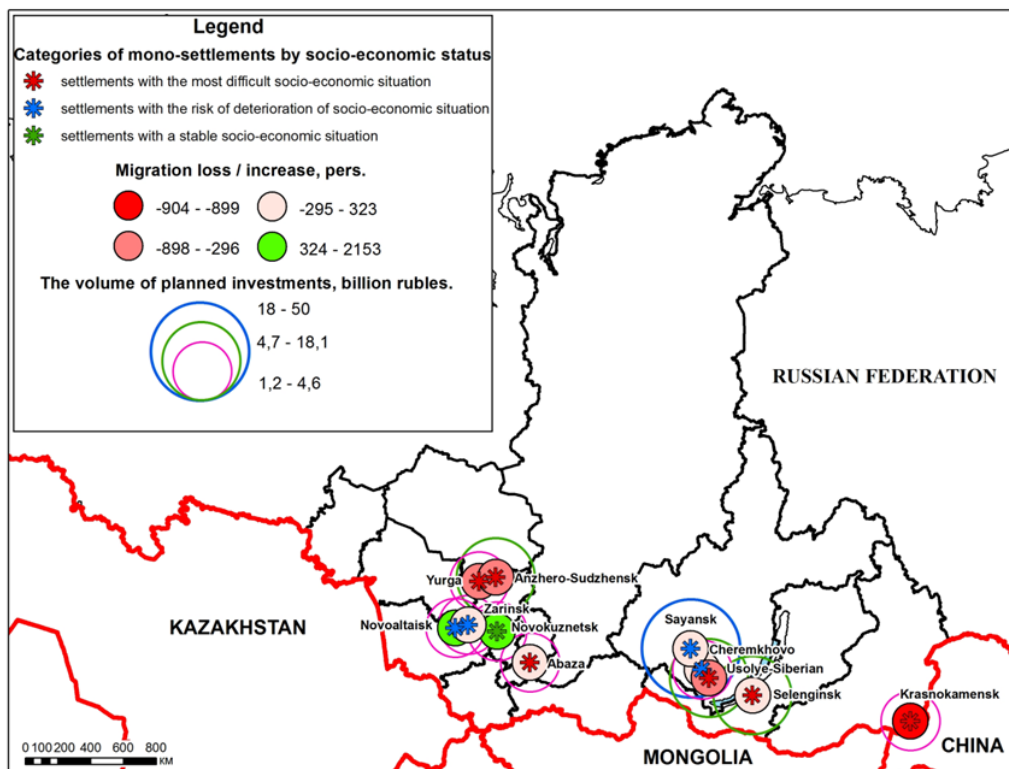 Legend
Categories of mono-settlements by socio-economic status
settlements with the most difficult socio-economic situation
settlements with the risk of deterioration of socio-economic situation
settlements with a stable socio-economic situation
Migration loss / increase, pers.
-904 - -899
-295 - 323
-898 - -296
324 - 2153
The volume of planned investments, billion rubles.
18 - 50
4,7 - 18,1
1,2 - 4,6
RUSSIAN FEDERATION
Yurga
Anzhero-Sudzhensk
Zarinsk
Novoaltaisk
Novokuznetsk
KAZAKHSTAN
Abaza
Sayansk
Cheremkhovo
Usolye-Siberian
Selenginsk
Krasnokamensk
MONGOLIA
CHINA
0 100 200 400 600 800
KM